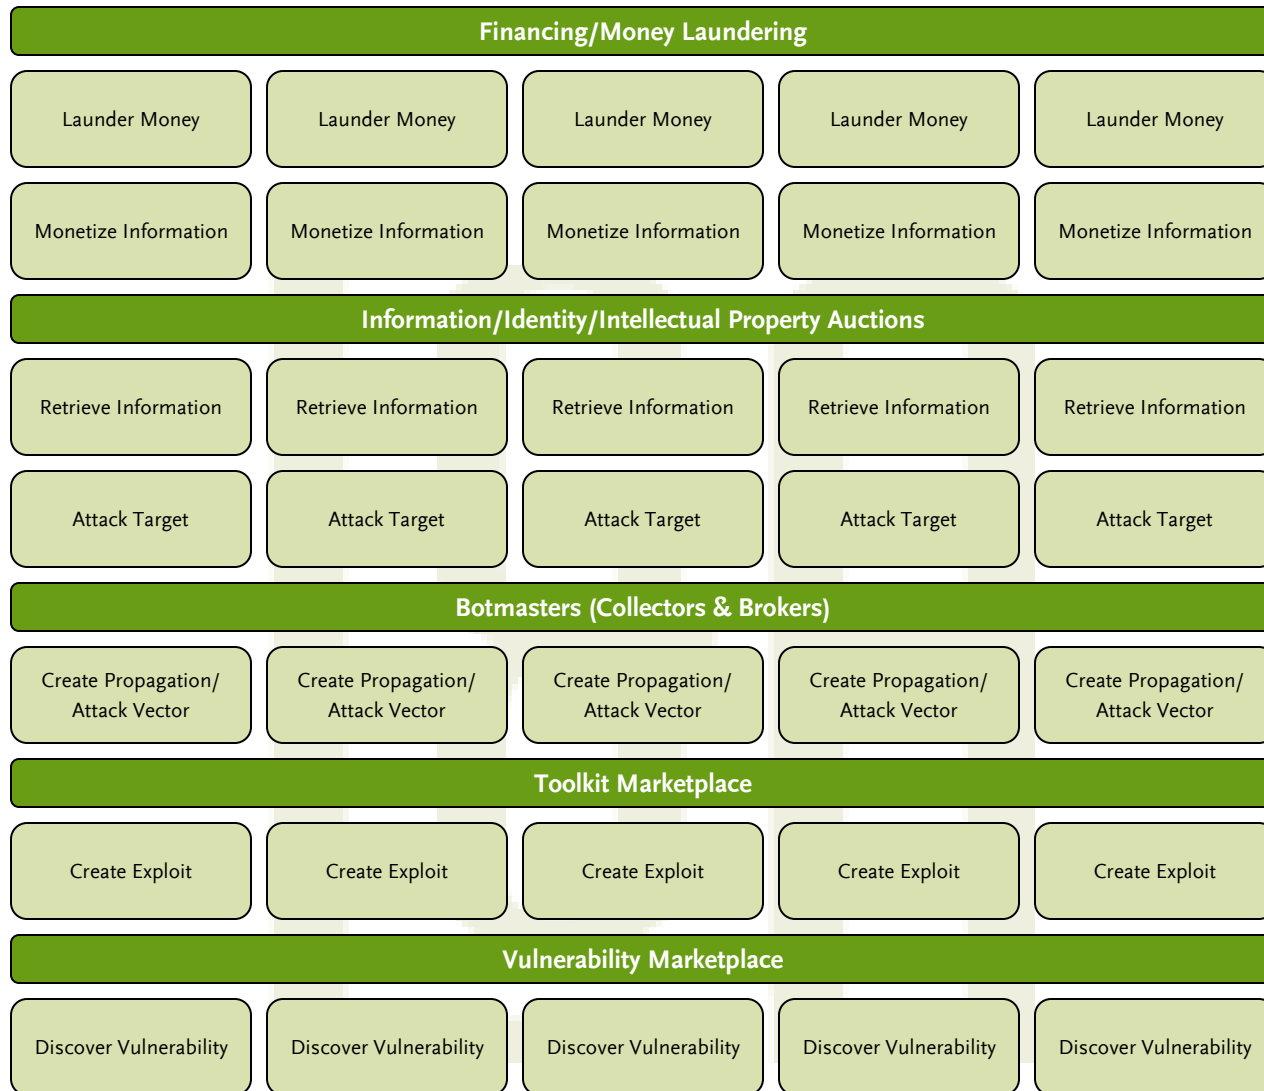 Financing/Money Laundering
Launder Money
Launder Money
Launder Money
Launder Money
Launder Money
Monetize Information
Monetize Information
Monetize Information
Monetize Information
Monetize Information
Information/Identity/Intellectual Property Auctions
Retrieve Information
Retrieve Information
Retrieve Information
Retrieve Information
Retrieve Information
Attack Target
Attack Target
Attack Target
Attack Target
Attack Target
Botmasters (Collectors & Brokers)
Create Propagation/
Attack Vector
Create Propagation/
Attack Vector
Create Propagation/
Attack Vector
Create Propagation/
Attack Vector
Create Propagation/
Attack Vector
Toolkit Marketplace
Create Exploit
Create Exploit
Create Exploit
Create Exploit
Create Exploit
Vulnerability Marketplace
Discover Vulnerability
Discover Vulnerability
Discover Vulnerability
Discover Vulnerability
Discover Vulnerability